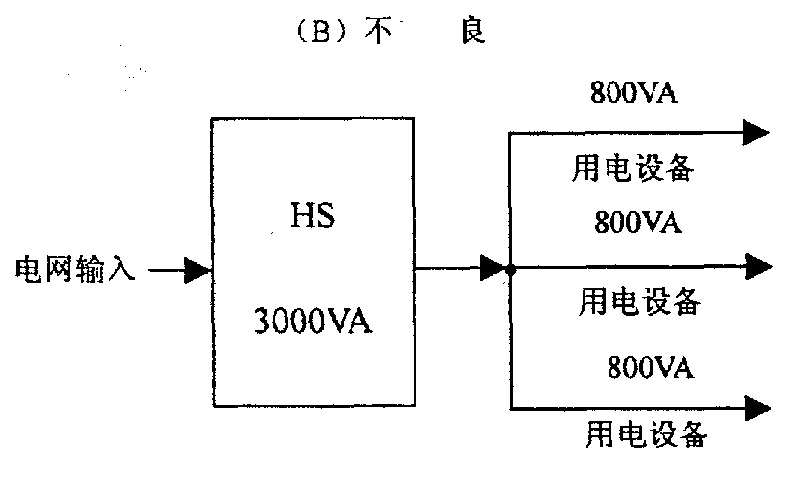 （B）不 良
800VA
用电设备
HS
800VA
电网输入
用电设备
3000VA
800VA
用电设备